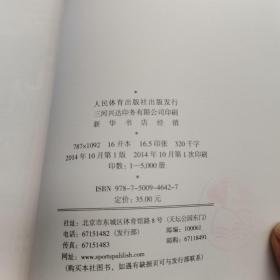 人民体育出版社出版发行
三河兴达印务有限公司印刷
新华书店经销
787×1092 16开本 16.5印张 320千字
2014年10月第1版 2014年10月第1次印刷
印数:1—5,000册
ISBN 978-7-5009-4642-7
定价:35.00元
社址:北京市东城区体育馆路8号(天坛公园东门)
电话:67151482(发行部) 邮编:100061
传真:67151483 邮购:67118491
网址:www.sportspublish.com
(购买本社图书,如遇有缺损页可与发行部联系)